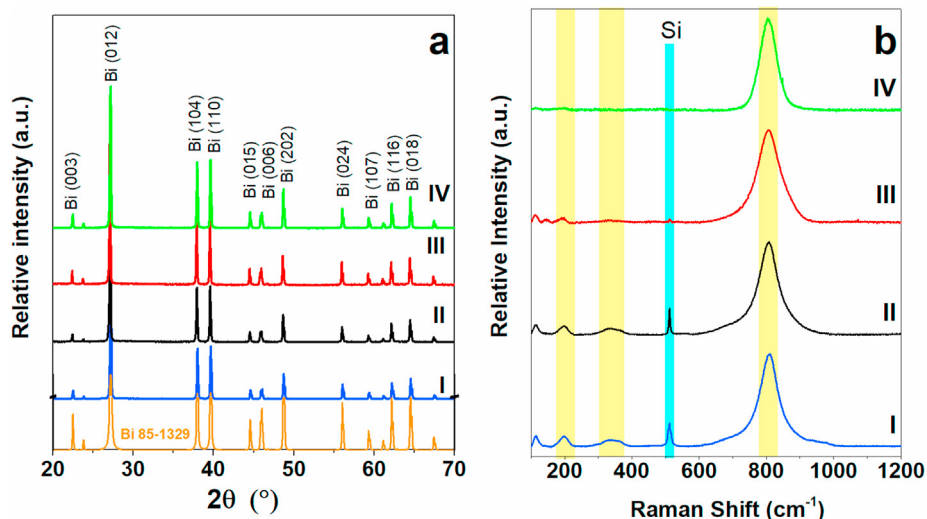 a
Relative intensity (a.u.)
Bi (003)
Bi (012)
Bi (104)
Bi (110)
Bi (015)
Bi (006)
Bi (202)
Bi (024)
Bi (107)
Bi (116)
Bi (018)
IV
III
II
I
Bi 85-1329
20 30 40 50 60 70
2θ (°)
b
Relative Intensity (a.u.)
Si
IV
III
II
I
200 400 600 800 1000 1200
Raman Shift (cm⁻¹)